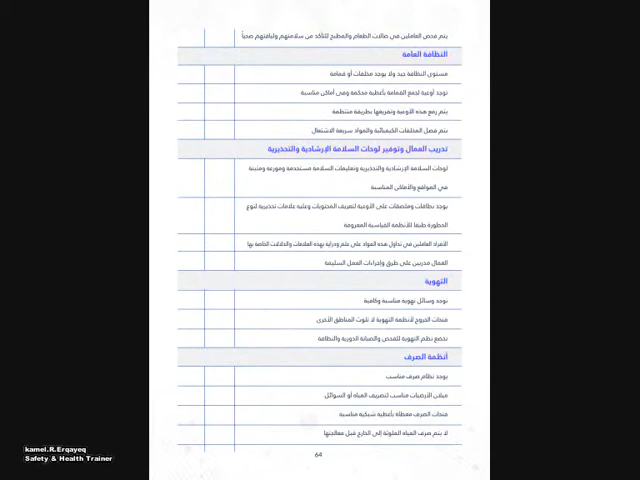 يتم فحص العاملين في صالات الطعام والمطبخ للتأكد من سلامتهم ولياقتهم صحياً
النظافة العامة
مستوى النظافة جيد ولا يوجد مخلفات أو قمامة
توجد أوعية لجمع القمامة بأغطية محكمة وفي أماكن مناسبة
يتم رفع هذه الأوعية وتفريغها بطريقة منتظمة
يتم فصل المخلفات الكيميائية والمواد سريعة الاشتعال
تدريب العمال وتوفير لوحات السلامة الإرشادية والتحذيرية
لوحات السلامة الإرشادية والتحذيرية وتعليمات السلامة مستخدمة وموزعة ومثبتة
في المواقع والأماكن المناسبة
يوجد بطاقات وملصقات على الأوعية لتعريف المحتويات وعليه علامات تحذيرية لنوع
الخطورة طبقا للأنظمة القياسية المعروفة
الأفراد العاملين في تداول هذه المواد على علم ودراية بهذه العلامات والدلالات الخاصة بها
العمال مدربين على طرق وإجراءات العمل السليمة
التهوية
توجد وسائل تهوية مناسبة وكافية
فتحات الخروج لأنظمة التهوية لا تلوث المناطق الأخرى
تخضع نظم التهوية للفحص والصيانة الدورية والنظافة
أنظمة الصرف
يوجد نظام صرف مناسب
ميلان الأرضيات مناسب لتصريف المياه أو السوائل
فتحات الصرف مغطاة بأغطية شبكية مناسبة
لا يتم صرف المياه الملوثة إلى الخارج قبل معالجتها
64
kamel.R.Erqayeq
Safety & Health Trainer